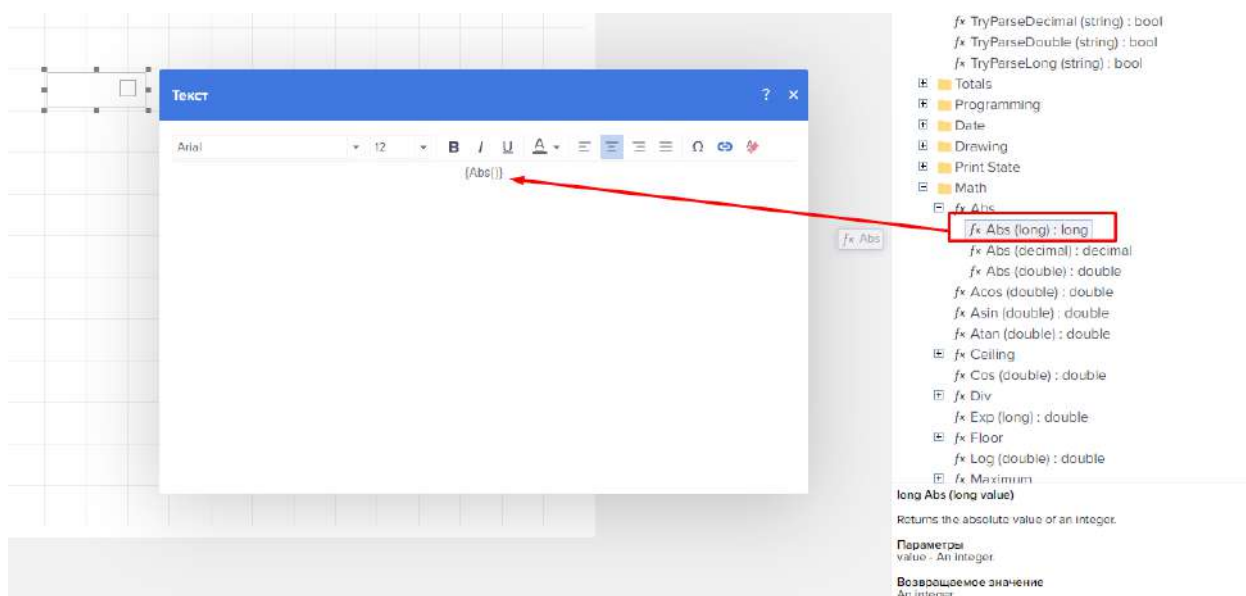 fx TryParseDecimal (string) : bool
fx TryParseDouble (string) : bool
fx TryParseLong (string) : bool
Totals
Programming
Date
Drawing
Print State
Math
fx Abs
fx Abs (long) : long
fx Abs (decimal) : decimal
fx Abs (double) : double
fx Acos (double) : double
fx Asin (double) : double
fx Atan (double) : double
fx Ceiling
fx Cos (double) : double
fx Div
fx Exp (long) : double
fx Floor
fx Log (double) : double
fx Maximum
long Abs (long value)
Returns the absolute value of an integer.
Параметры
value - An integer.
Возвращаемое значение
An integer
Текст ? ×
Arial 12 B I U A Ω
{Abs()}
fx Abs